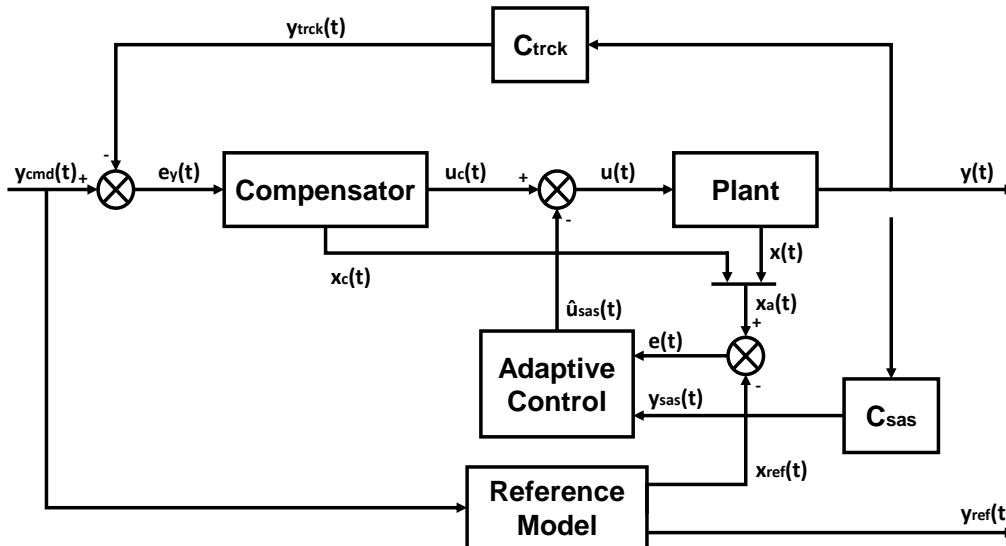 ytrck(t)
Ctrck
-
ycmd(t)
+
ey(t)
Compensator
uc(t)
+
-
u(t)
Plant
y(t)
xc(t)
x(t)
xa(t)
+
ûsas(t)
e(t)
-
Adaptive
Control
ysas(t)
Csas
xref(t)
Reference
Model
yref(t